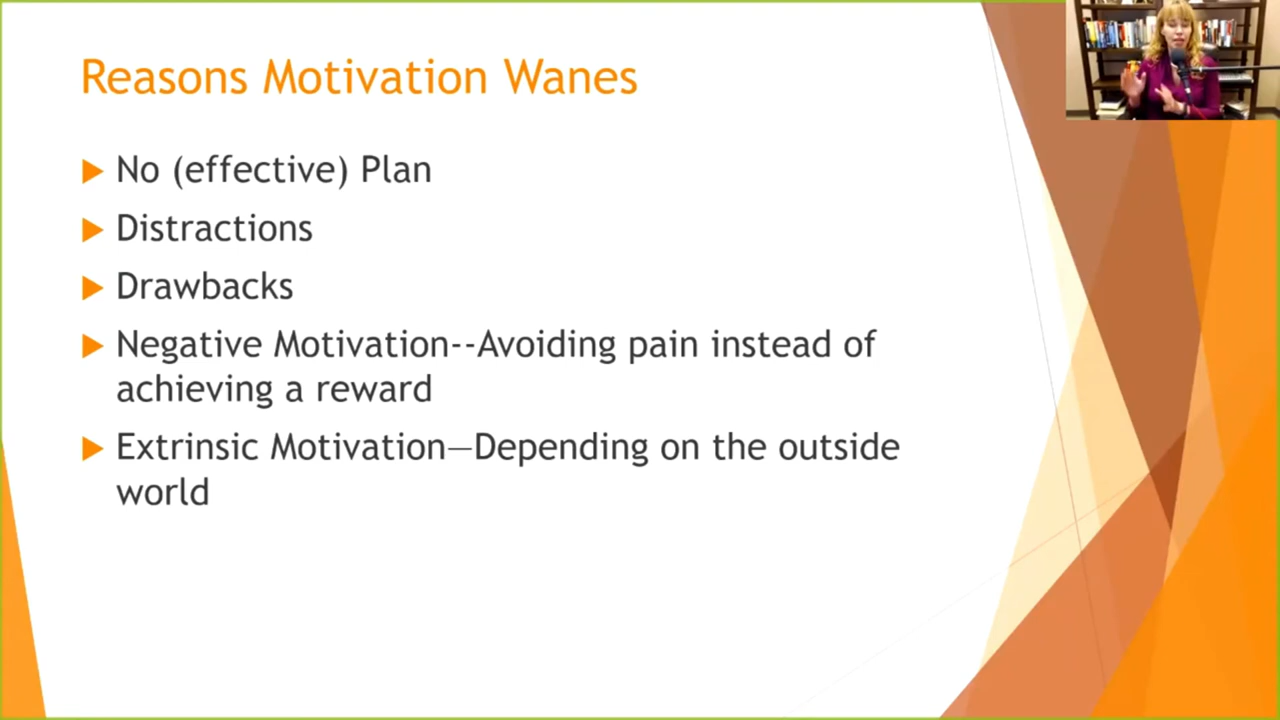 Reasons Motivation Wanes
No (effective) Plan
Distractions
Drawbacks
Negative Motivation--Avoiding pain instead of
achieving a reward
Extrinsic Motivation—Depending on the outside
world